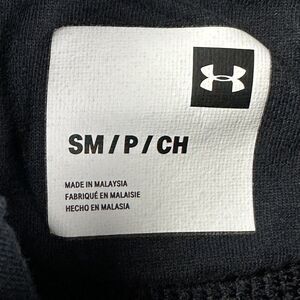 SM/P/CH
MADE IN MALAYSIA
FABRIQUÉ EN MALAISIE
HECHO EN MALASIA